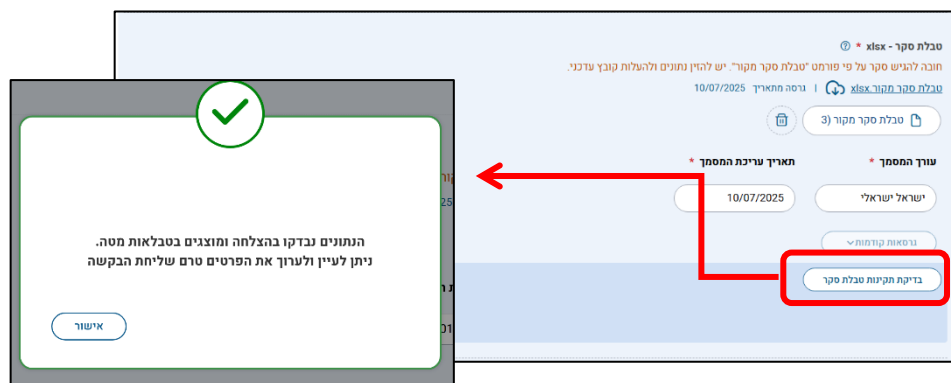 טבלת סקר - xlsx *
חובה להגיש סקר על פי פורמט "טבלת סקר מקור". יש להזין נתונים ולהעלות קובץ עדכני.
טבלת סקר מקור.xlsx | גרסה מתאריך 10/07/2025
טבלת סקר מקור (3
עורך המסמך *
תאריך עריכת המסמך *
ישראל ישראלי
10/07/2025
גרסאות קודמות
בדיקת תקינות טבלת סקר
הנתונים נבדקו בהצלחה ומוצגים בטבלאות מטה.
ניתן לעיין ולערוך את הפרטים טרם שליחת הבקשה
אישור